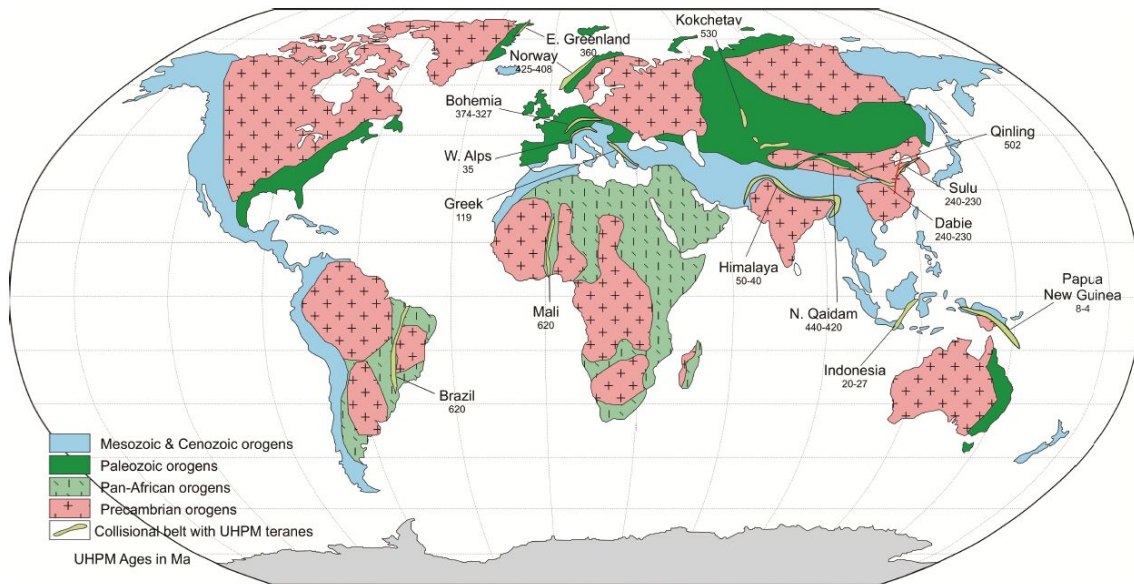 Kokchetav
530
E. Greenland
360
Norway
425-408
Bohemia
374-327
W. Alps
35
Greek
119
Qinling
502
Sulu
240-230
Dabie
240-230
Himalaya
50-40
N. Qaidam
440-420
Papua
New Guinea
8-4
Mali
620
Indonesia
20-27
Brazil
620
Mesozoic & Cenozoic orogens
Paleozoic orogens
Pan-African orogens
Precambrian orogens
Collisional belt with UHPM teranes
UHPM Ages in Ma